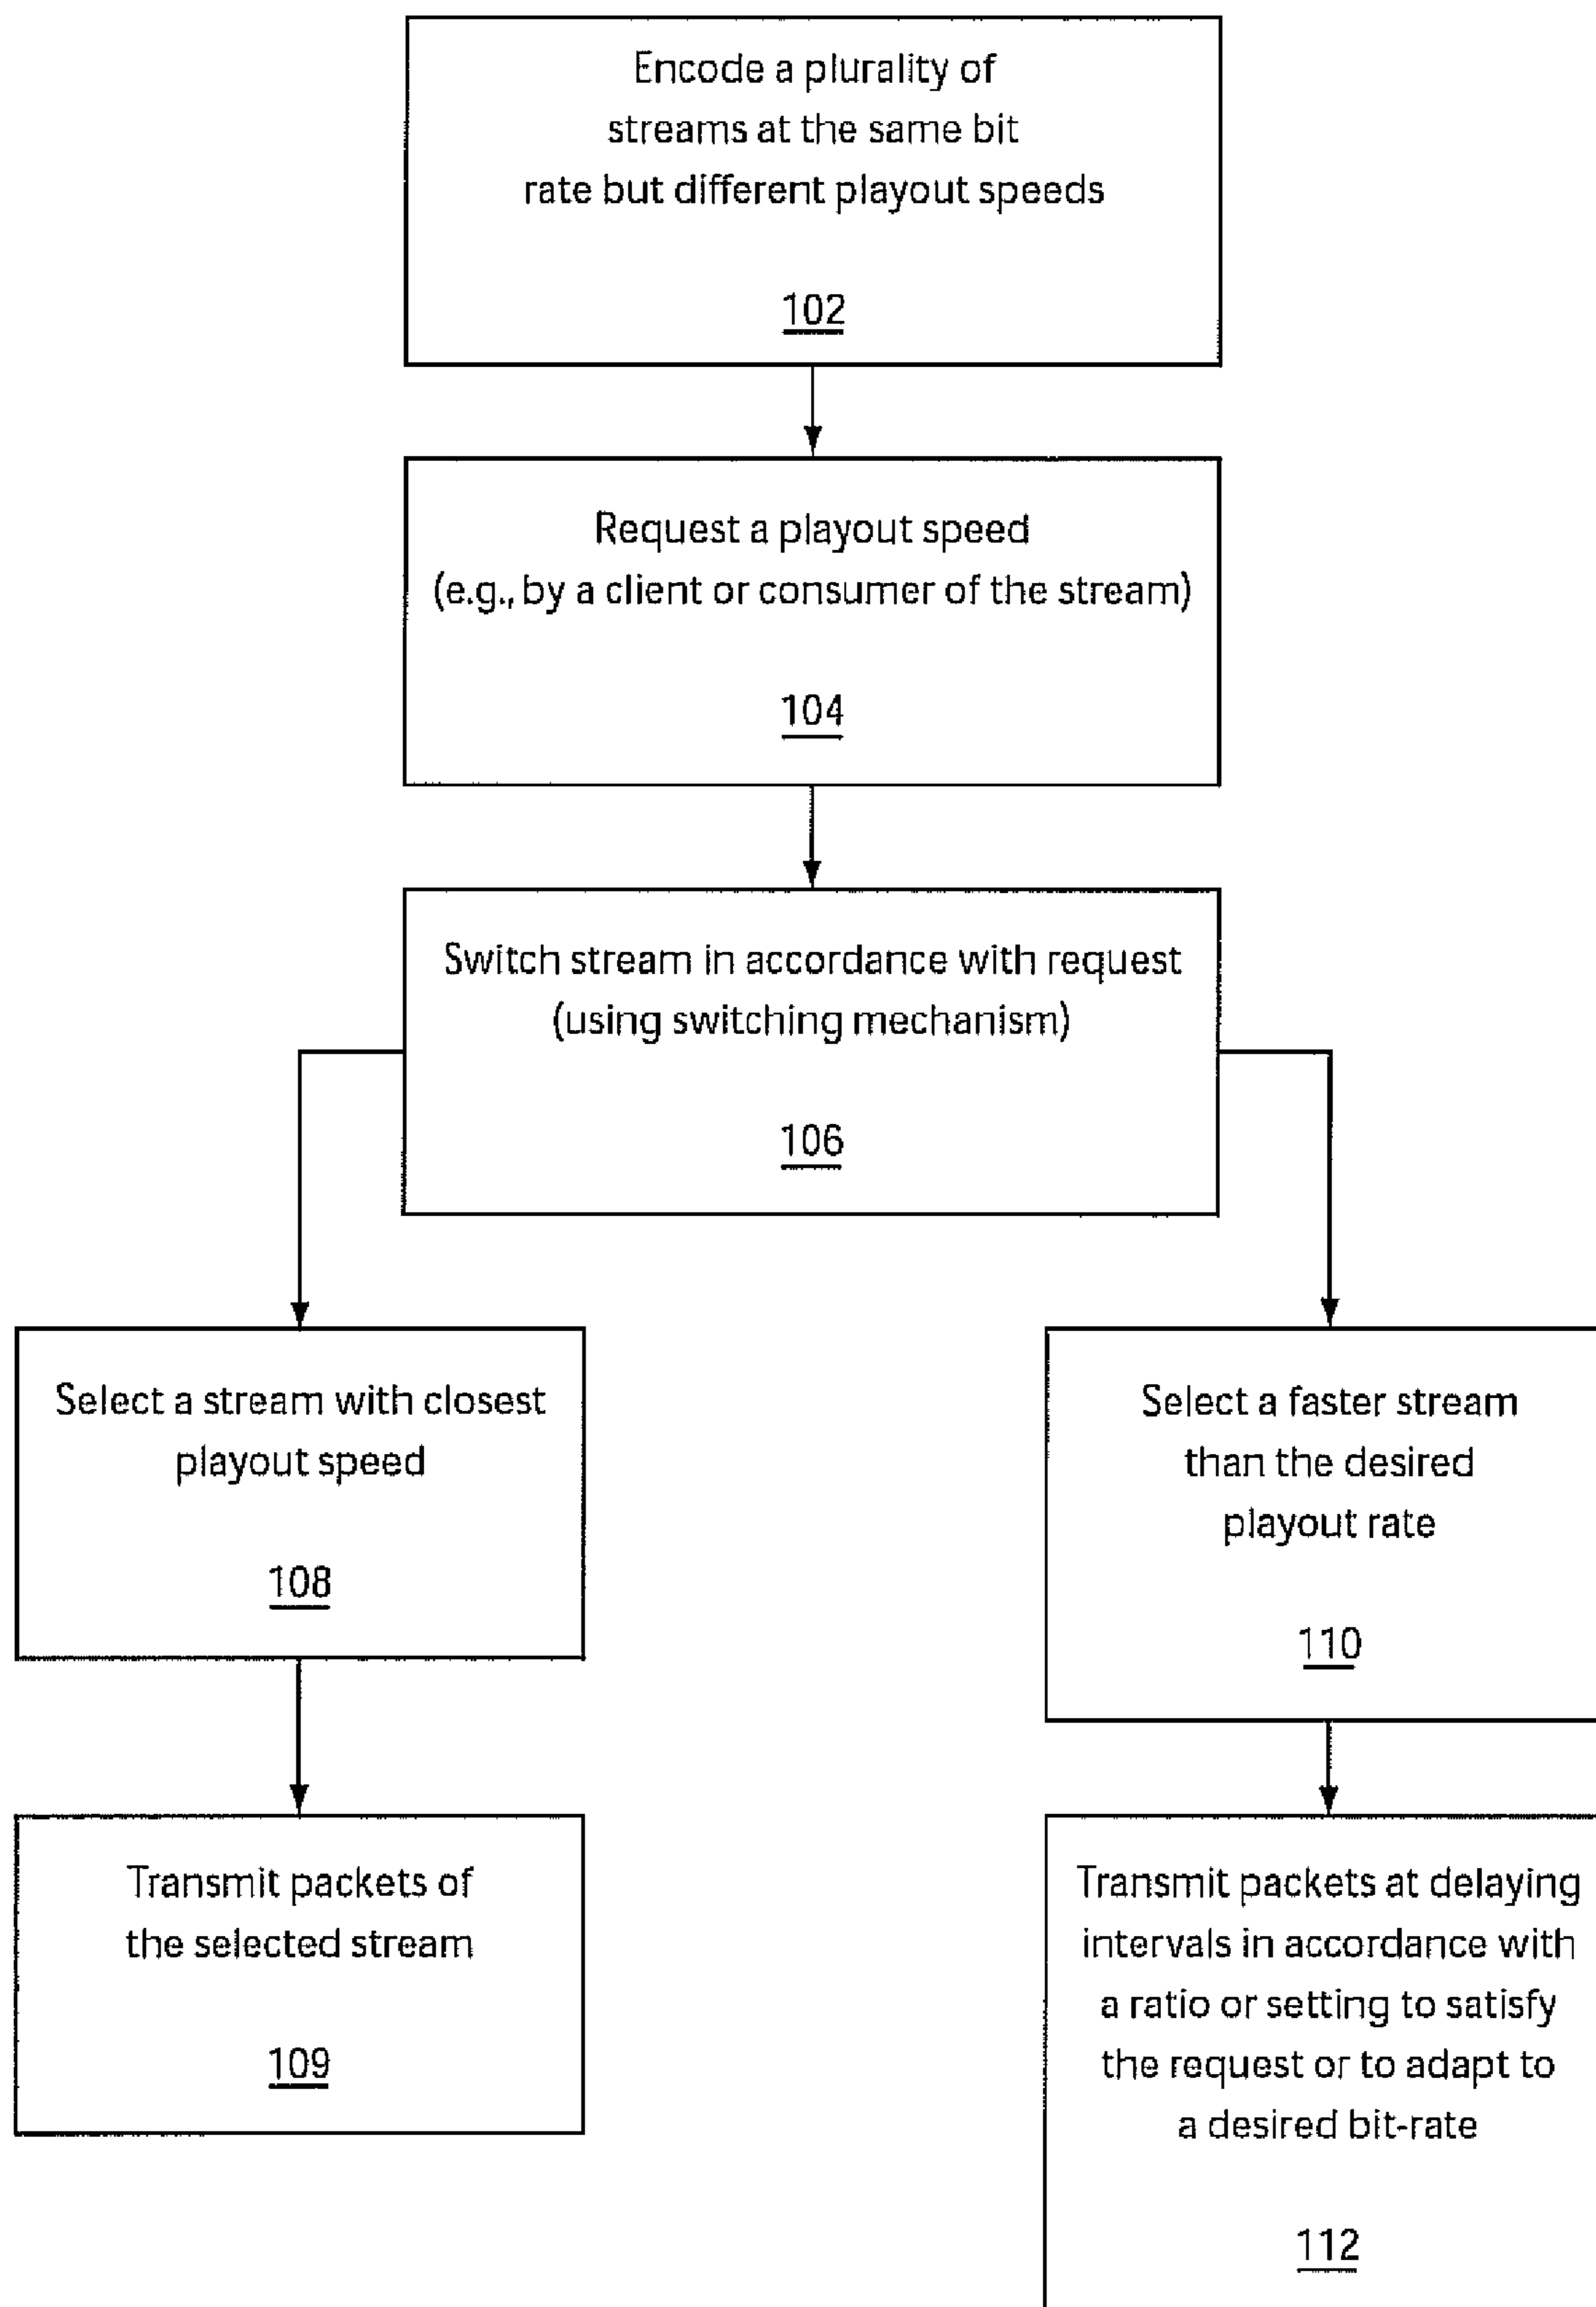 Encode a plurality of
streams at the same bit
rate but different playout speeds
102
Request a playout speed
(e.g., by a client or consumer of the stream)
104
Switch stream in accordance with request
(using switching mechanism)
106
Select a stream with closest
playout speed
108
Select a faster stream
than the desired
playout rate
110
Transmit packets of
the selected stream
109
Transmit packets at delaying
intervals in accordance with
a ratio or setting to satisfy
the request or to adapt to
a desired bit-rate
112